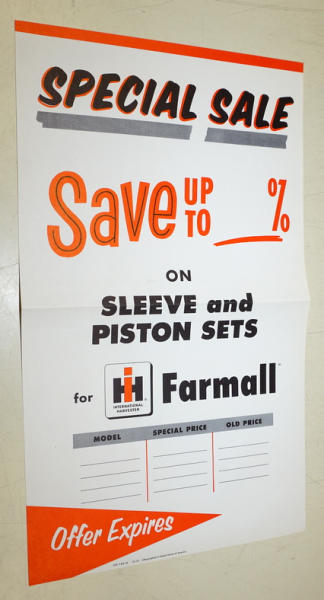 SPECIAL SALE
Save UP TO %
ON
SLEEVE and
PISTON SETS
for IH INTERNATIONAL HARVESTER Farmall
MODEL SPECIAL PRICE OLD PRICE
Offer Expires